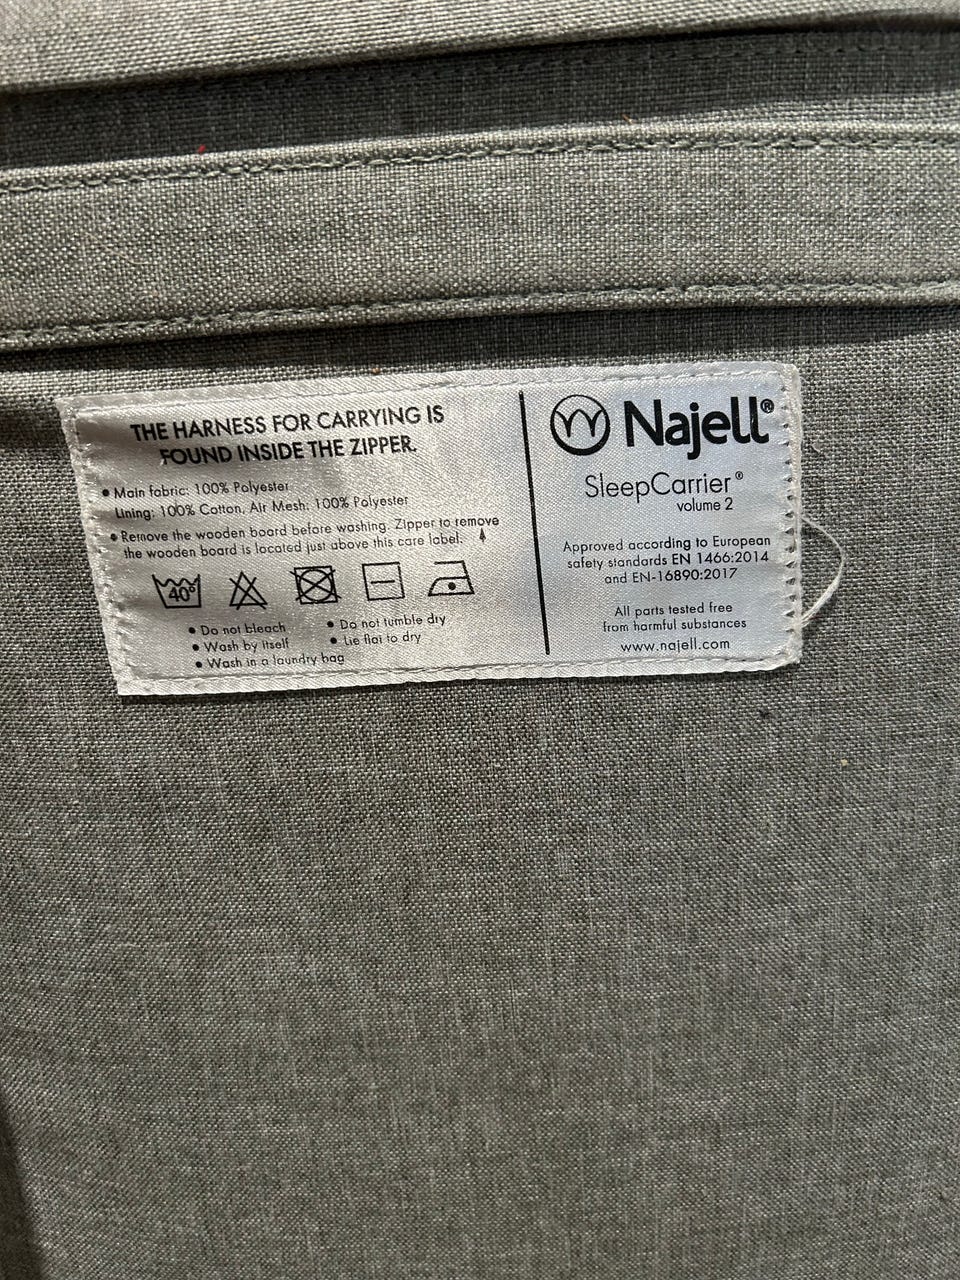 THE HARNESS FOR CARRYING IS
FOUND INSIDE THE ZIPPER.
• Main fabric: 100% Polyester
Lining: 100% Cotton, Air Mesh: 100% Polyester
• Remove the wooden board before washing. Zipper to remove
the wooden board is located just above this care label.
40°
• Do not bleach
• Wash by itself
• Wash in a laundry bag
• Do not tumble dry
• Lie flat to dry
Najell®
SleepCarrier®
volume 2
Approved according to European
safety standards EN 1466:2014
and EN-16890:2017
All parts tested free
from harmful substances
www.najell.com